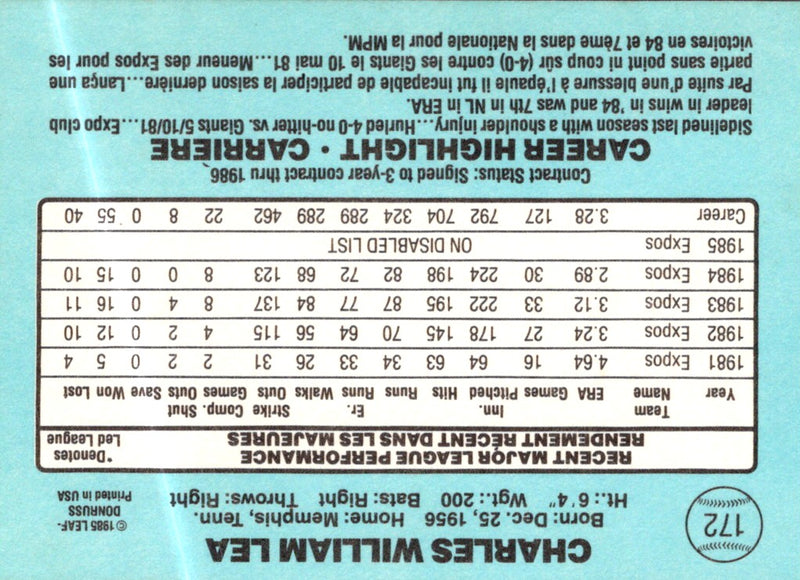 172
CHARLES WILLIAM LEA
Born: Dec. 25, 1956 Home: Memphis, Tenn.
Ht.: 6'4" Wgt.: 200 Bats: Right Throws: Right
© 1985 LEAF-
DONRUSS
Printed in USA
RECENT MAJOR LEAGUE PERFORMANCE
RENDEMENT RÉCENT DANS LES MAJEURES
*Denotes
Led League
Year Team Name ERA Games Inn. Pitched Hits Runs Er. Runs Walks Strike Outs Comp. Games Shut Outs Save Won Lost
1981 Expos 4.64 16 64 63 34 33 26 31 2 2 0 5 4
1982 Expos 3.24 27 178 145 70 64 56 115 4 2 0 12 10
1983 Expos 3.12 33 222 195 87 77 84 137 8 4 0 16 11
1984 Expos 2.89 30 224 198 82 72 68 123 8 0 0 15 10
1985 Expos ON DISABLED LIST
Career 3.28 127 792 704 324 289 289 462 22 8 0 55 40
Contract Status: Signed to 3-year contract thru 1986
CAREER HIGHLIGHT • CARRIÈRE
Sidelined last season with a shoulder injury...Hurled 4-0 no-hitter vs. Giants 5/10/81...Expo club
leader in wins in '84 and was 7th in NL in ERA.
Par suite d'une blessure à l'épaule il fut incapable de participer la saison dernière...Lança une
partie sans point ni coup sûr (4-0) contre les Giants le 10 mai 81...Meneur des Expos pour les
victoires en 84 et 7ème dans la Nationale pour la MPM.